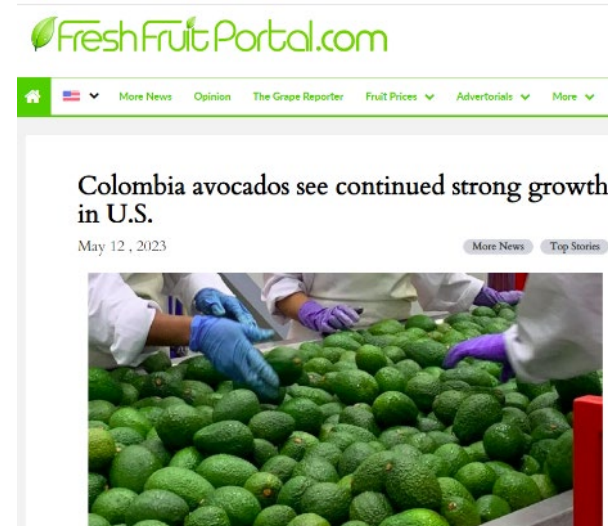 FreshFruitPortal.com
More News Opinion The Grape Reporter Fruit Prices Advertorials More
Colombia avocados see continued strong growth
in U.S.
May 12 , 2023
More News Top Stories